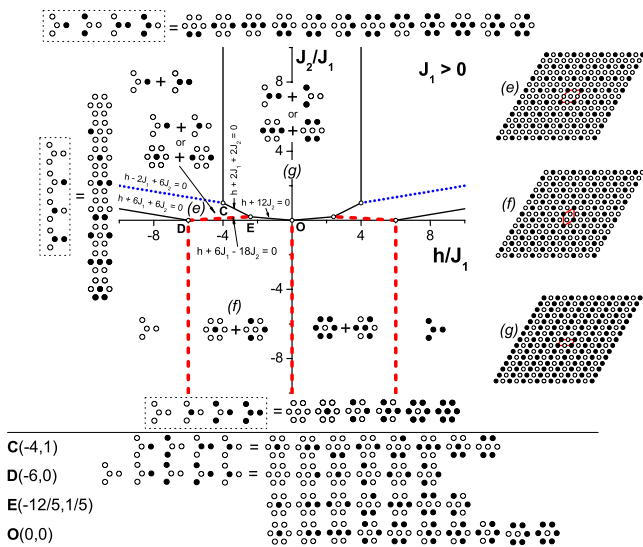 =
J₂/J₁
J₁ > 0
8
4
-4
-8
-8
-4
4
8
h/J₁
+
+
+
or
+
+
or
+
=
h - 2J₁ + 6J₂ = 0
h + 6J₁ + 6J₂ = 0
h + 2J₁ + 2J₂ = 0
h + 12J₂ = 0
h + 6J₁ - 18J₂ = 0
(e)
(g)
(f)
C
D
E
O
+
+
(e)
(f)
(g)
=
C(-4,1) =
D(-6,0) =
E(-12/5,1/5)
O(0,0)